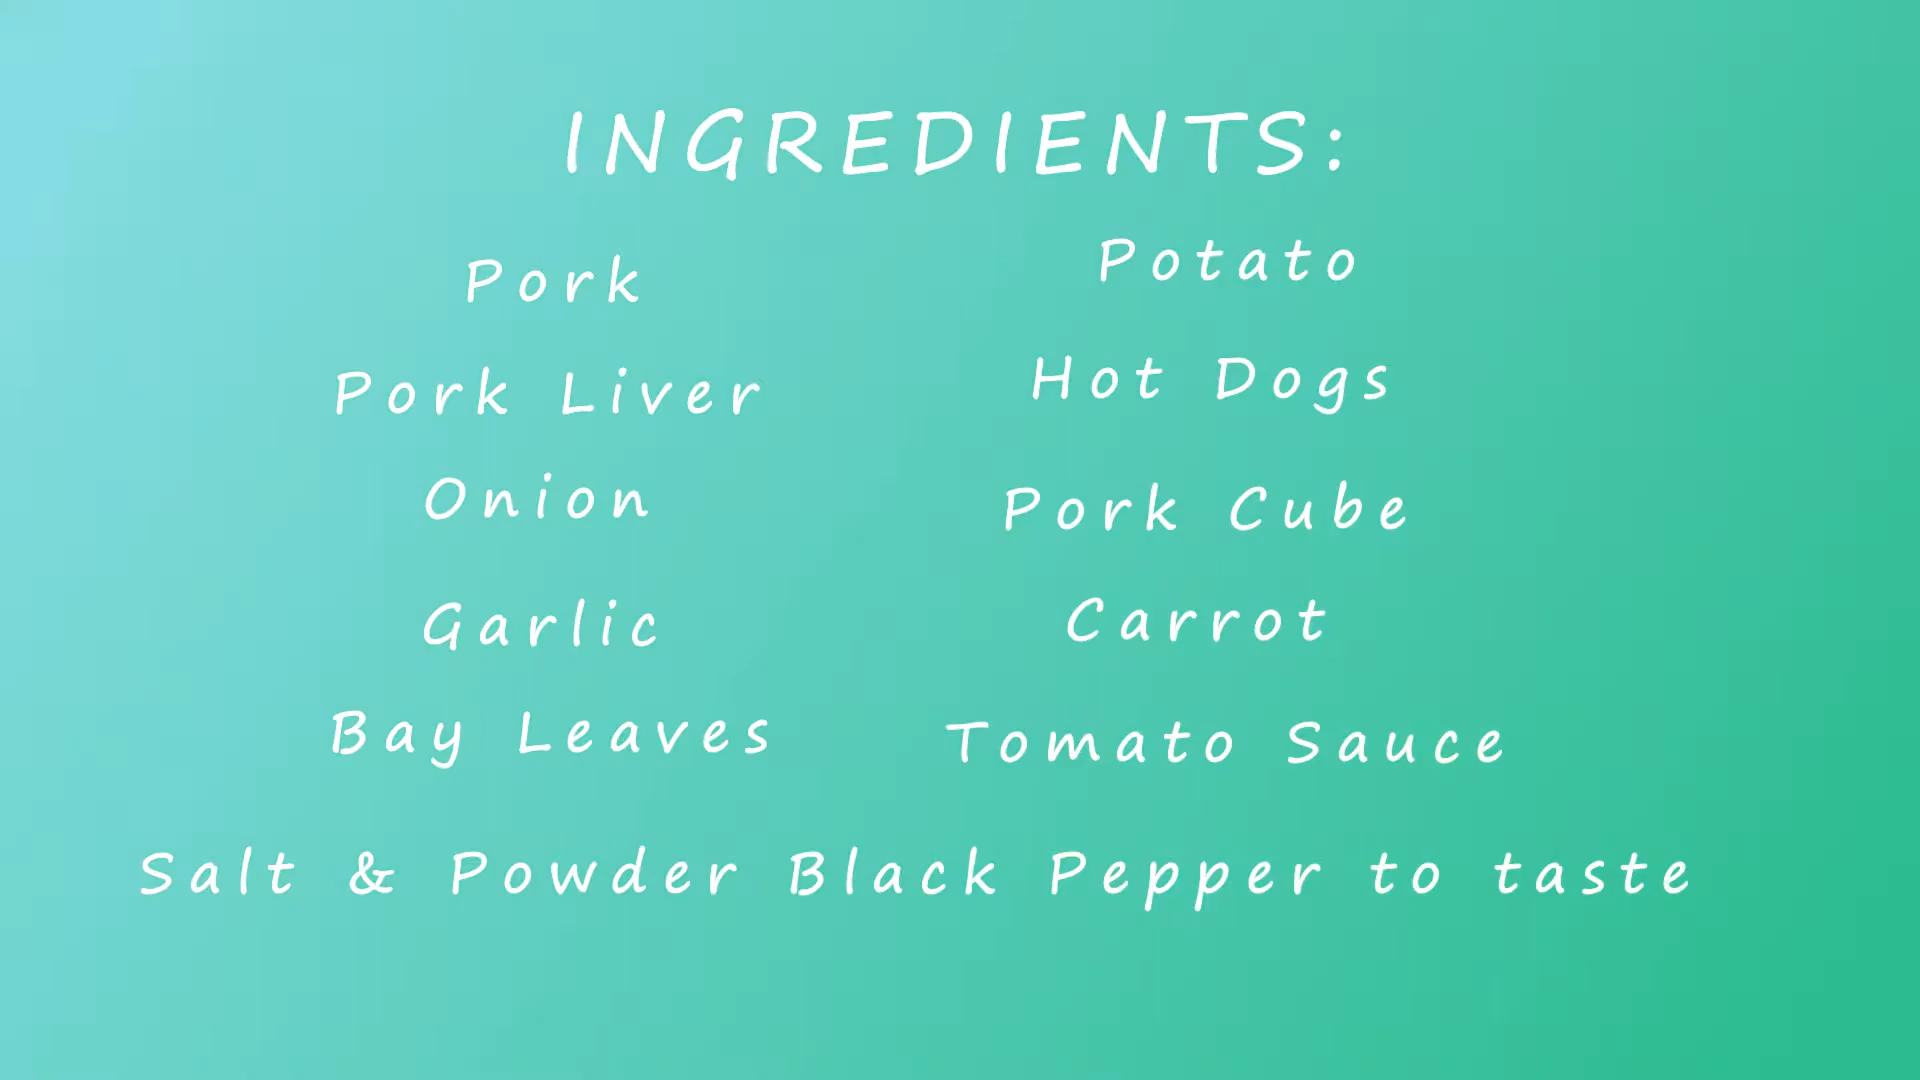 INGREDIENTS:
Pork
Pork Liver
Onion
Garlic
Bay Leaves
Potato
Hot Dogs
Pork Cube
Carrot
Tomato Sauce
Salt & Powder Black Pepper to taste